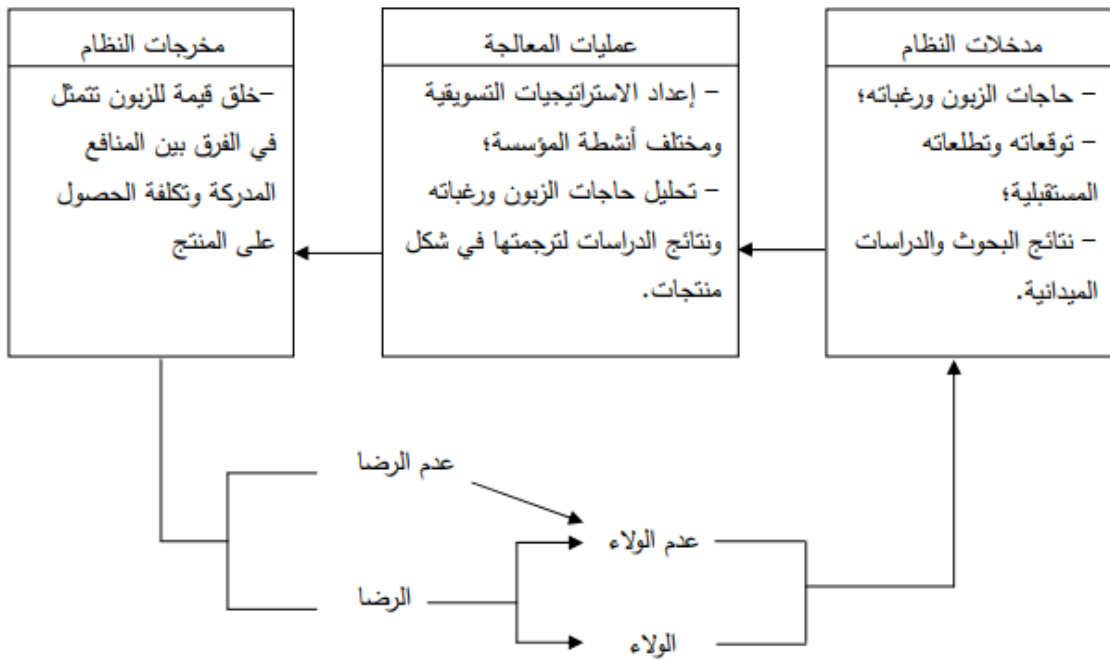 مدخلات النظام
- حاجات الزبون ورغباته؛
- توقعاته وتطلعاته
المستقبلية؛
- نتائج البحوث والدراسات
الميدانية.
عمليات المعالجة
- إعداد الاستراتيجيات التسويقية
ومختلف أنشطة المؤسسة؛
- تحليل حاجات الزبون ورغباته
ونتائج الدراسات لترجمتها في شكل
منتجات.
مخرجات النظام
-خلق قيمة للزبون تتمثل
في الفرق بين المنافع
المدركة وتكلفة الحصول
على المنتج
عدم الرضا
الرضا
عدم الولاء
الولاء